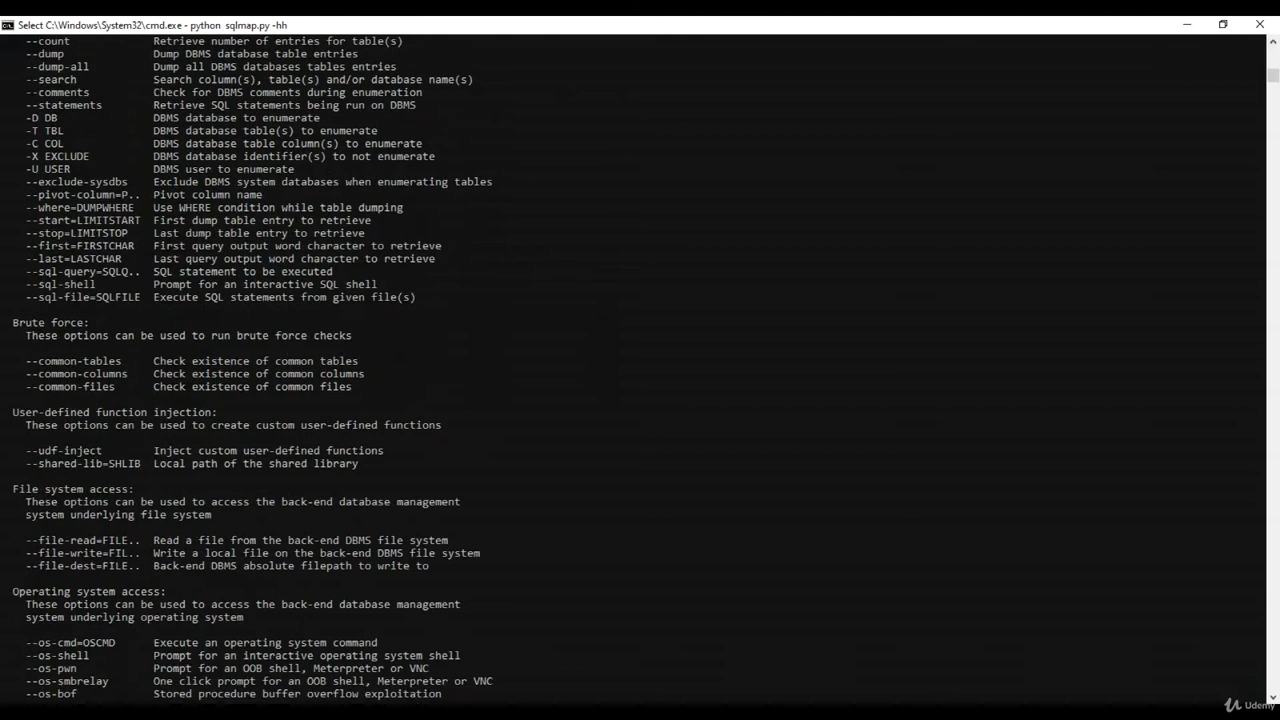 Select C:\Windows\System32\cmd.exe - python  sqlmap.py -hh
--count             Retrieve number of entries for table(s)
--dump              Dump DBMS database table entries
--dump-all          Dump all DBMS databases tables entries
--search            Search column(s), table(s) and/or database name(s)
--comments          Check for DBMS comments during enumeration
--statements        Retrieve SQL statements being run on DBMS
-D DB               DBMS database to enumerate
-T TBL              DBMS database table(s) to enumerate
-C COL              DBMS database table column(s) to enumerate
-X EXCLUDE          DBMS database identifier(s) to not enumerate
-U USER             DBMS user to enumerate
--exclude-sysdbs    Exclude DBMS system databases when enumerating tables
--pivot-column=P..  Pivot column name
--where=DUMPWHERE   Use WHERE condition while table dumping
--start=LIMITSTART  First dump table entry to retrieve
--stop=LIMITSTOP    Last dump table entry to retrieve
--first=FIRSTCHAR   First query output word character to retrieve
--last=LASTCHAR     Last query output word character to retrieve
--sql-query=SQLQ..  SQL statement to be executed
--sql-shell         Prompt for an interactive SQL shell
--sql-file=SQLFILE  Execute SQL statements from given file(s)
Brute force:
These options can be used to run brute force checks
--common-tables     Check existence of common tables
--common-columns    Check existence of common columns
--common-files      Check existence of common files
User-defined function injection:
These options can be used to create custom user-defined functions
--udf-inject        Inject custom user-defined functions
--shared-lib=SHLIB  Local path of the shared library
File system access:
These options can be used to access the back-end database management
system underlying file system
--file-read=FILE..  Read a file from the back-end DBMS file system
--file-write=FIL..  Write a local file on the back-end DBMS file system
--file-dest=FILE..  Back-end DBMS absolute filepath to write to
Operating system access:
These options can be used to access the back-end database management
system underlying operating system
--os-cmd=OSCMD      Execute an operating system command
--os-shell          Prompt for an interactive operating system shell
--os-pwn            Prompt for an OOB shell, Meterpreter or VNC
--os-smbrelay       One click prompt for an OOB shell, Meterpreter or VNC
--os-bof            Stored procedure buffer overflow exploitation
Udemy